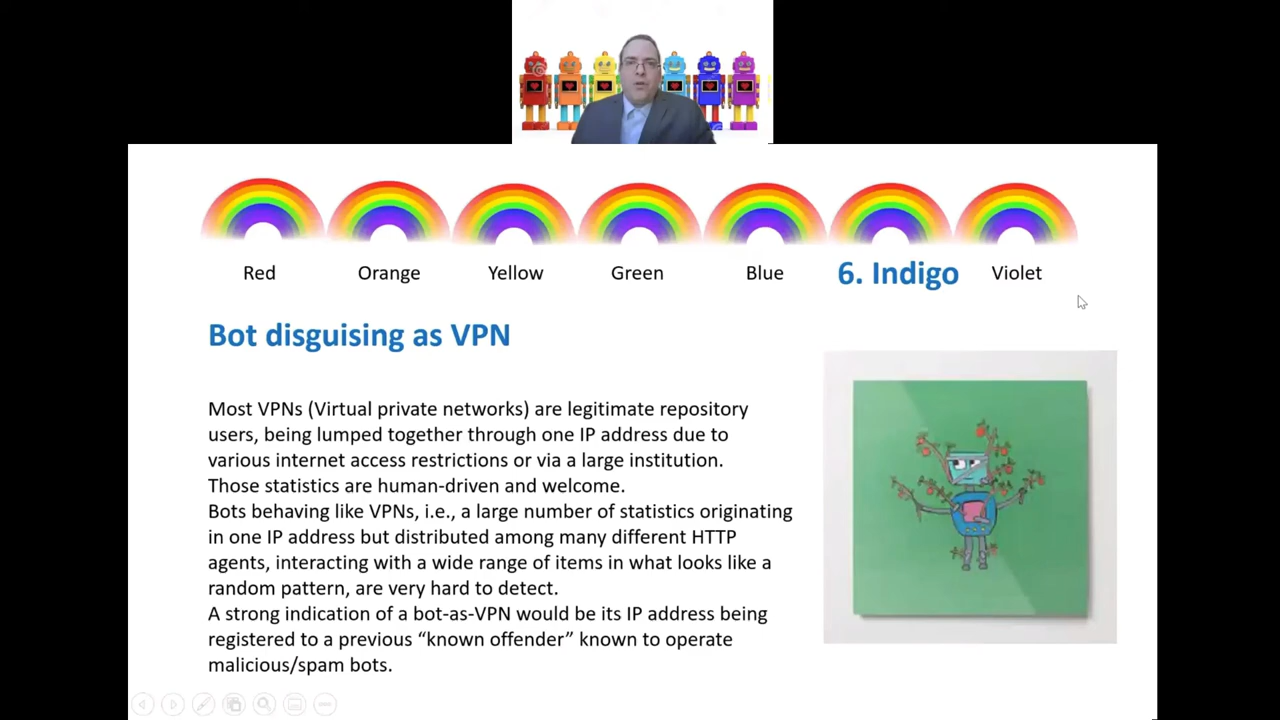 Red Orange Yellow Green Blue 6. Indigo Violet
Bot disguising as VPN
Most VPNs (Virtual private networks) are legitimate repository
users, being lumped together through one IP address due to
various internet access restrictions or via a large institution.
Those statistics are human-driven and welcome.
Bots behaving like VPNs, i.e., a large number of statistics originating
in one IP address but distributed among many different HTTP
agents, interacting with a wide range of items in what looks like a
random pattern, are very hard to detect.
A strong indication of a bot-as-VPN would be its IP address being
registered to a previous “known offender” known to operate
malicious/spam bots.